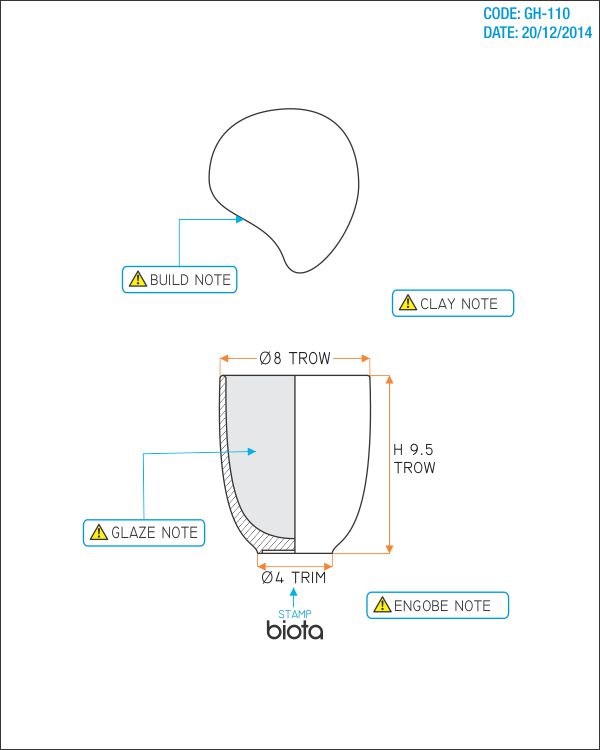 CODE: GH-110
DATE: 20/12/2014
BUILD NOTE
CLAY NOTE
Ø8 TROW
H 9.5
TROW
GLAZE NOTE
Ø4 TRIM
ENGOBE NOTE
STAMP
biota